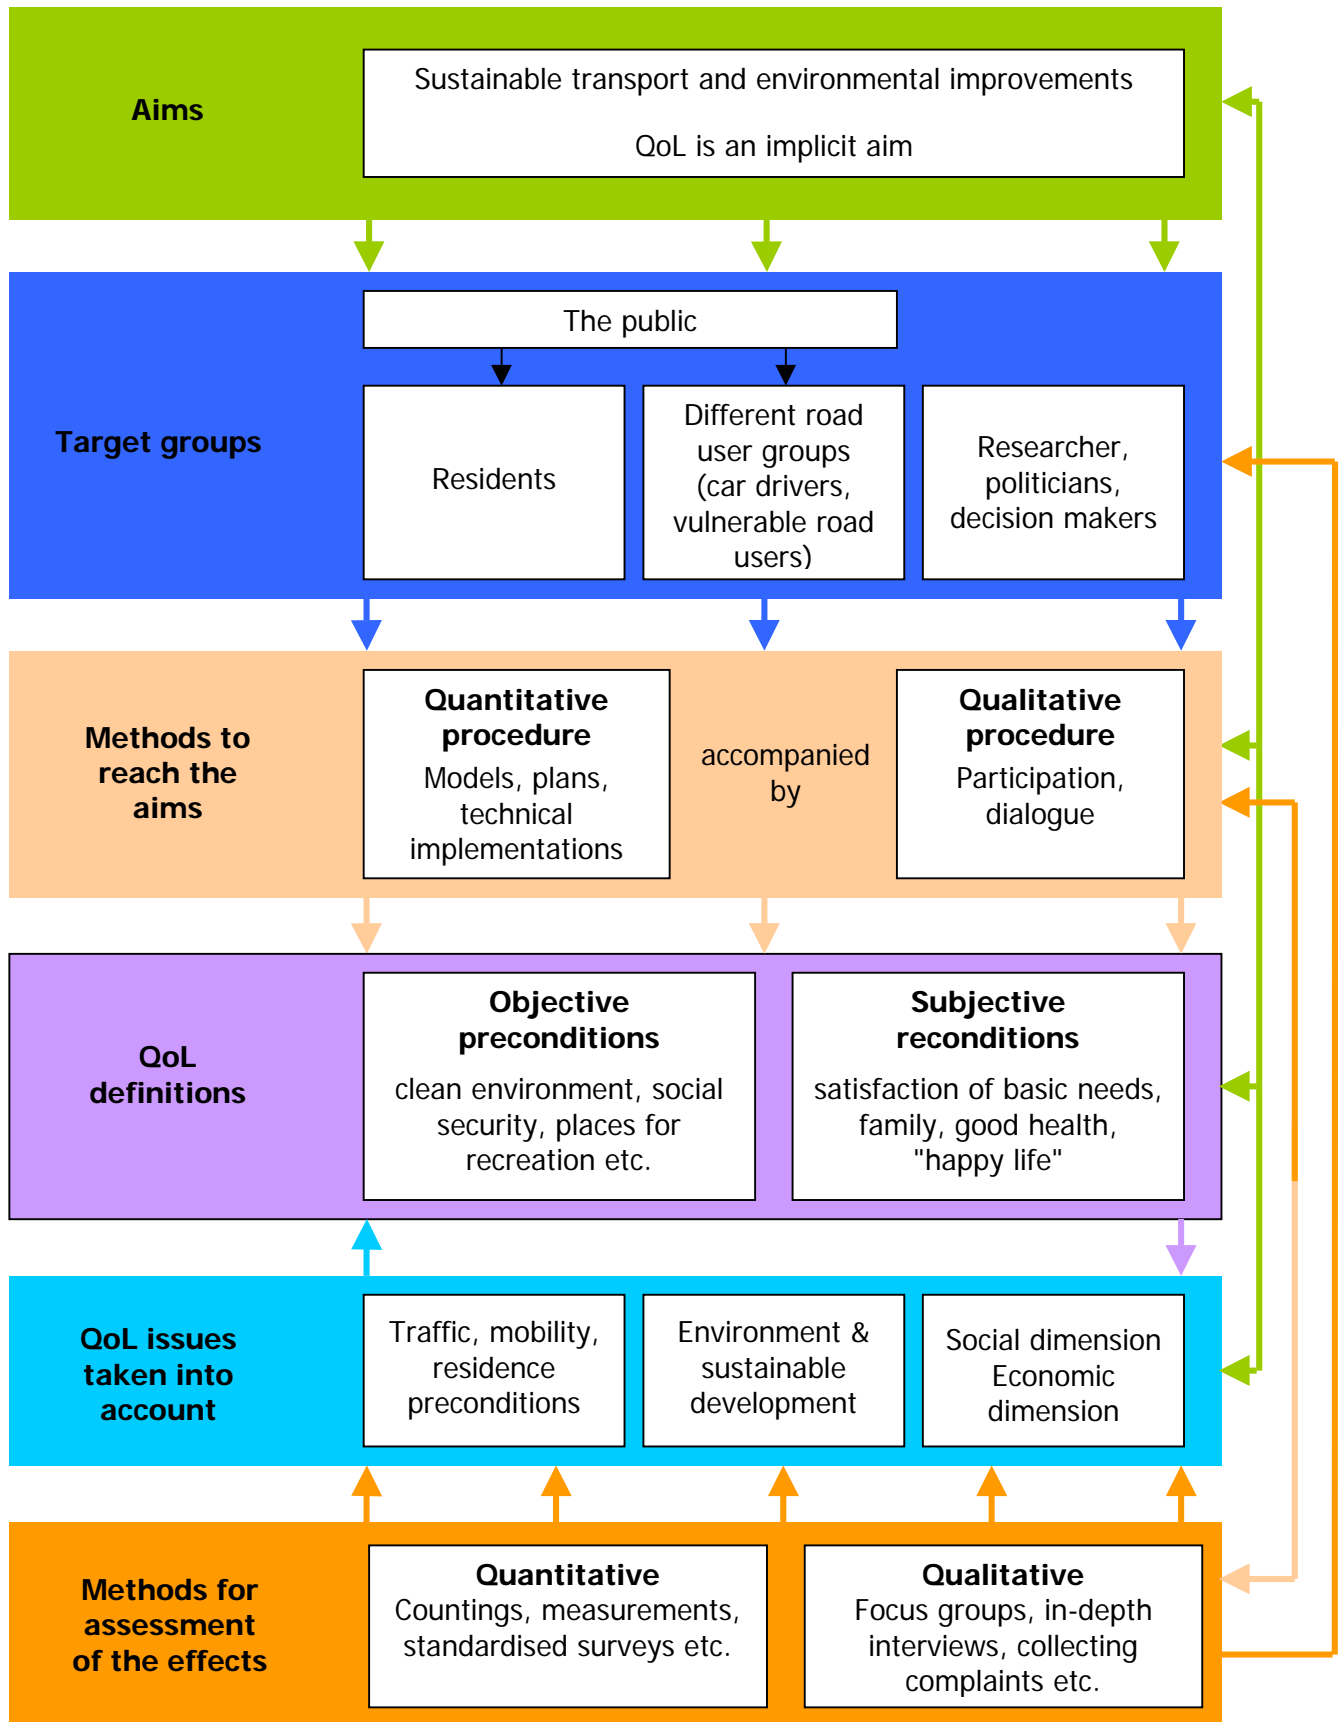 Aims
Sustainable transport and environmental improvements
QoL is an implicit aim
Target groups
The public
Residents
Different road
user groups
(car drivers,
vulnerable road
users)
Researcher,
politicians,
decision makers
Methods to
reach the
aims
Quantitative
procedure
Models, plans,
technical
implementations
accompanied
by
Qualitative
procedure
Participation,
dialogue
QoL
definitions
Objective
preconditions
clean environment, social
security, places for
recreation etc.
Subjective
reconditions
satisfaction of basic needs,
family, good health,
"happy life"
QoL issues
taken into
account
Traffic, mobility,
residence
preconditions
Environment &
sustainable
development
Social dimension
Economic
dimension
Methods for
assessment
of the effects
Quantitative
Countings, measurements,
standardised surveys etc.
Qualitative
Focus groups, in-depth
interviews, collecting
complaints etc.